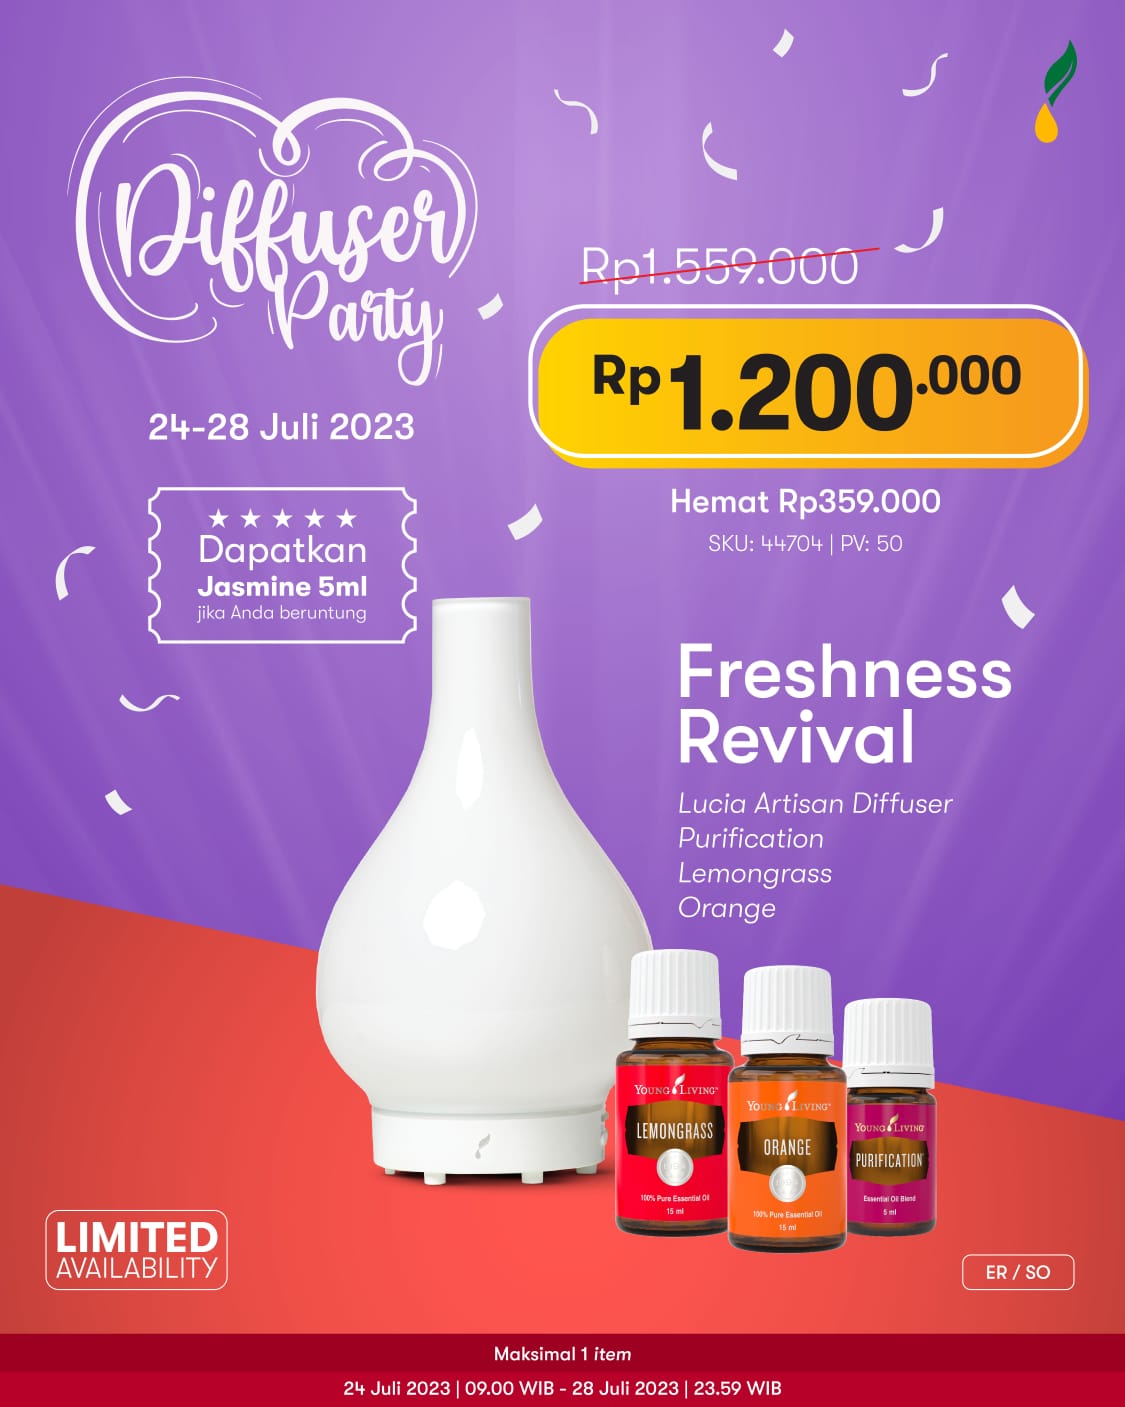 Diffuser
Party
24-28 Juli 2023
Dapatkan
Jasmine 5ml
jika Anda beruntung
Rp1.559.000
Rp1.200.000
Hemat Rp359.000
SKU: 44704 | PV: 50
Freshness
Revival
Lucia Artisan Diffuser
Purification
Lemongrass
Orange
YOUNG LIVING™
LEMONGRASS
100% Pure Essential Oil
15 ml
YOUNG LIVING™
ORANGE
100% Pure Essential Oil
15 ml
YOUNG LIVING
PURIFICATION
Essential Oil Blend
5 ml
LIMITED
AVAILABILITY
ER / SO
Maksimal 1 item
24 Juli 2023 | 09.00 WIB - 28 Juli 2023 | 23.59 WIB